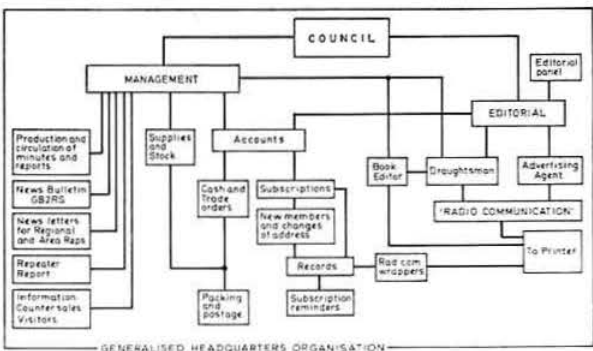 COUNCIL
Editorial
panel
MANAGEMENT
EDITORIAL
Production and
circulation of
minutes and
reports
Supplies
and
Stock
Accounts
Book
Editor
Draughtsman
Advertising
Agent
News Bulletin
GB2RS
Cash and
Trade
orders
Subscriptions
News letters
for Regional
and Area Reps
New members
and changes
of address
"RADIO COMMUNICATION"
Repeater
Report
Records
Rad com
wrappers
To Printer
Information
Counter sales
Visitors
Packing
and
postage
Subscription
reminders
GENERALISED HEADQUARTERS ORGANISATION